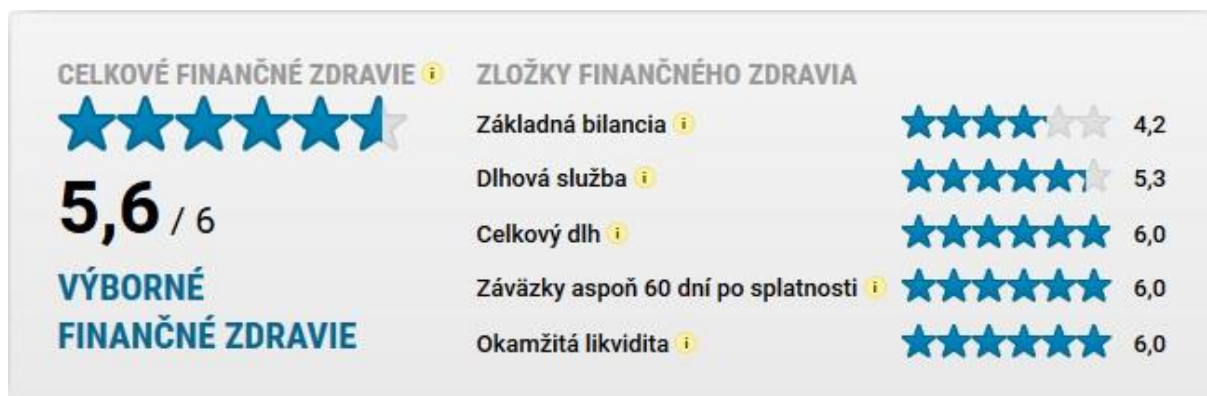 CELKOVÉ FINANČNÉ ZDRAVIE i
5,6 / 6
VÝBORNÉ
FINANČNÉ ZDRAVIE
ZLOŽKY FINANČNÉHO ZDRAVIA
Základná bilancia i 4,2
Dlhová služba i 5,3
Celkový dlh i 6,0
Záväzky aspoň 60 dní po splatnosti i 6,0
Okamžitá likvidita i 6,0